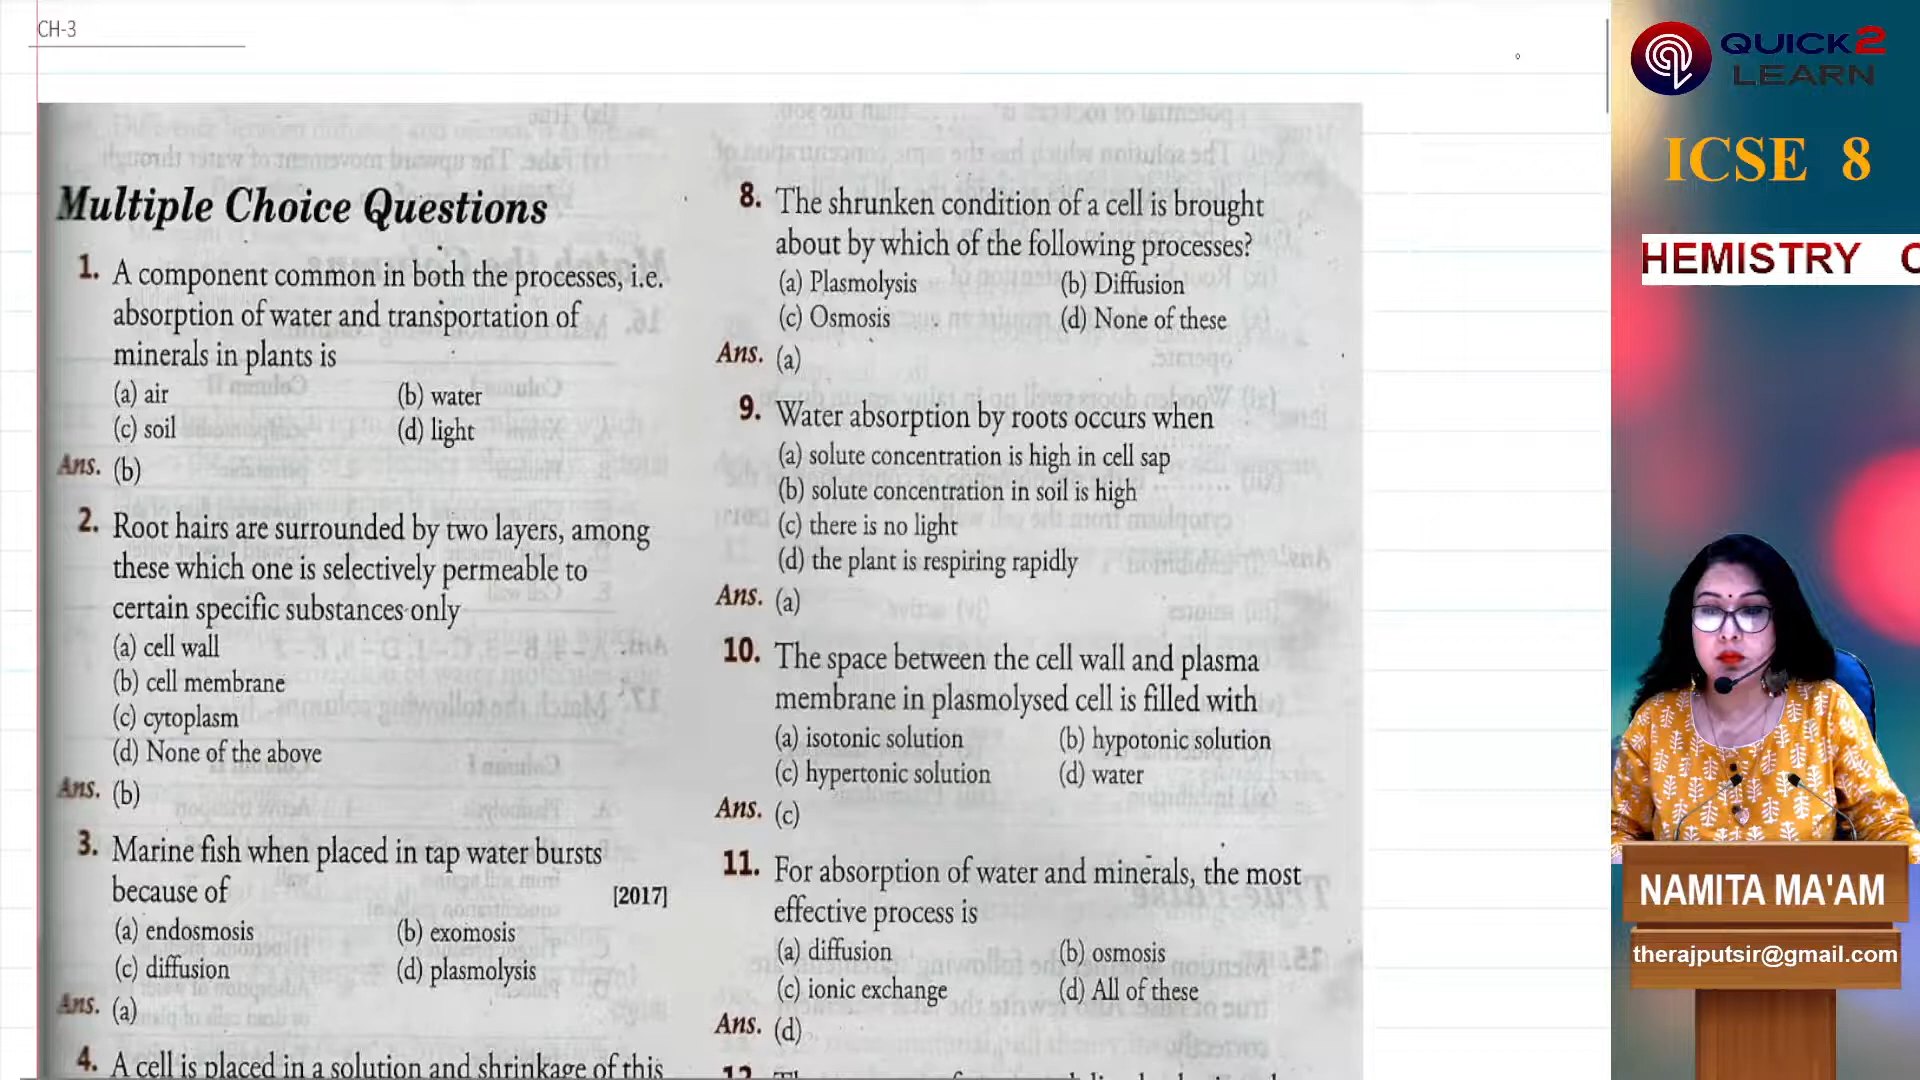 CH-3
Multiple Choice Questions
1. A component common in both the processes, i.e.
absorption of water and transportation of
minerals in plants is
(a) air (b) water
(c) soil (d) light
Ans. (b)
2. Root hairs are surrounded by two layers, among
these which one is selectively permeable to
certain specific substances only
(a) cell wall
(b) cell membrane
(c) cytoplasm
(d) None of the above
Ans. (b)
3. Marine fish when placed in tap water bursts
because of [2017]
(a) endosmosis (b) exomosis
(c) diffusion (d) plasmolysis
Ans. (a)
4. A cell is placed in a solution and shrinkage of this
8. The shrunken condition of a cell is brought
about by which of the following processes?
(a) Plasmolysis (b) Diffusion
(c) Osmosis (d) None of these
Ans. (a)
9. Water absorption by roots occurs when
(a) solute concentration is high in cell sap
(b) solute concentration in soil is high
(c) there is no light
(d) the plant is respiring rapidly
Ans. (a)
10. The space between the cell wall and plasma
membrane in plasmolysed cell is filled with
(a) isotonic solution (b) hypotonic solution
(c) hypertonic solution (d) water
Ans. (c)
11. For absorption of water and minerals, the most
effective process is
(a) diffusion (b) osmosis
(c) ionic exchange (d) All of these
Ans. (d)
QUICK2
LEARN
ICSE 8
HEMISTRY C
NAMITA MA'AM
therajputsir@gmail.com